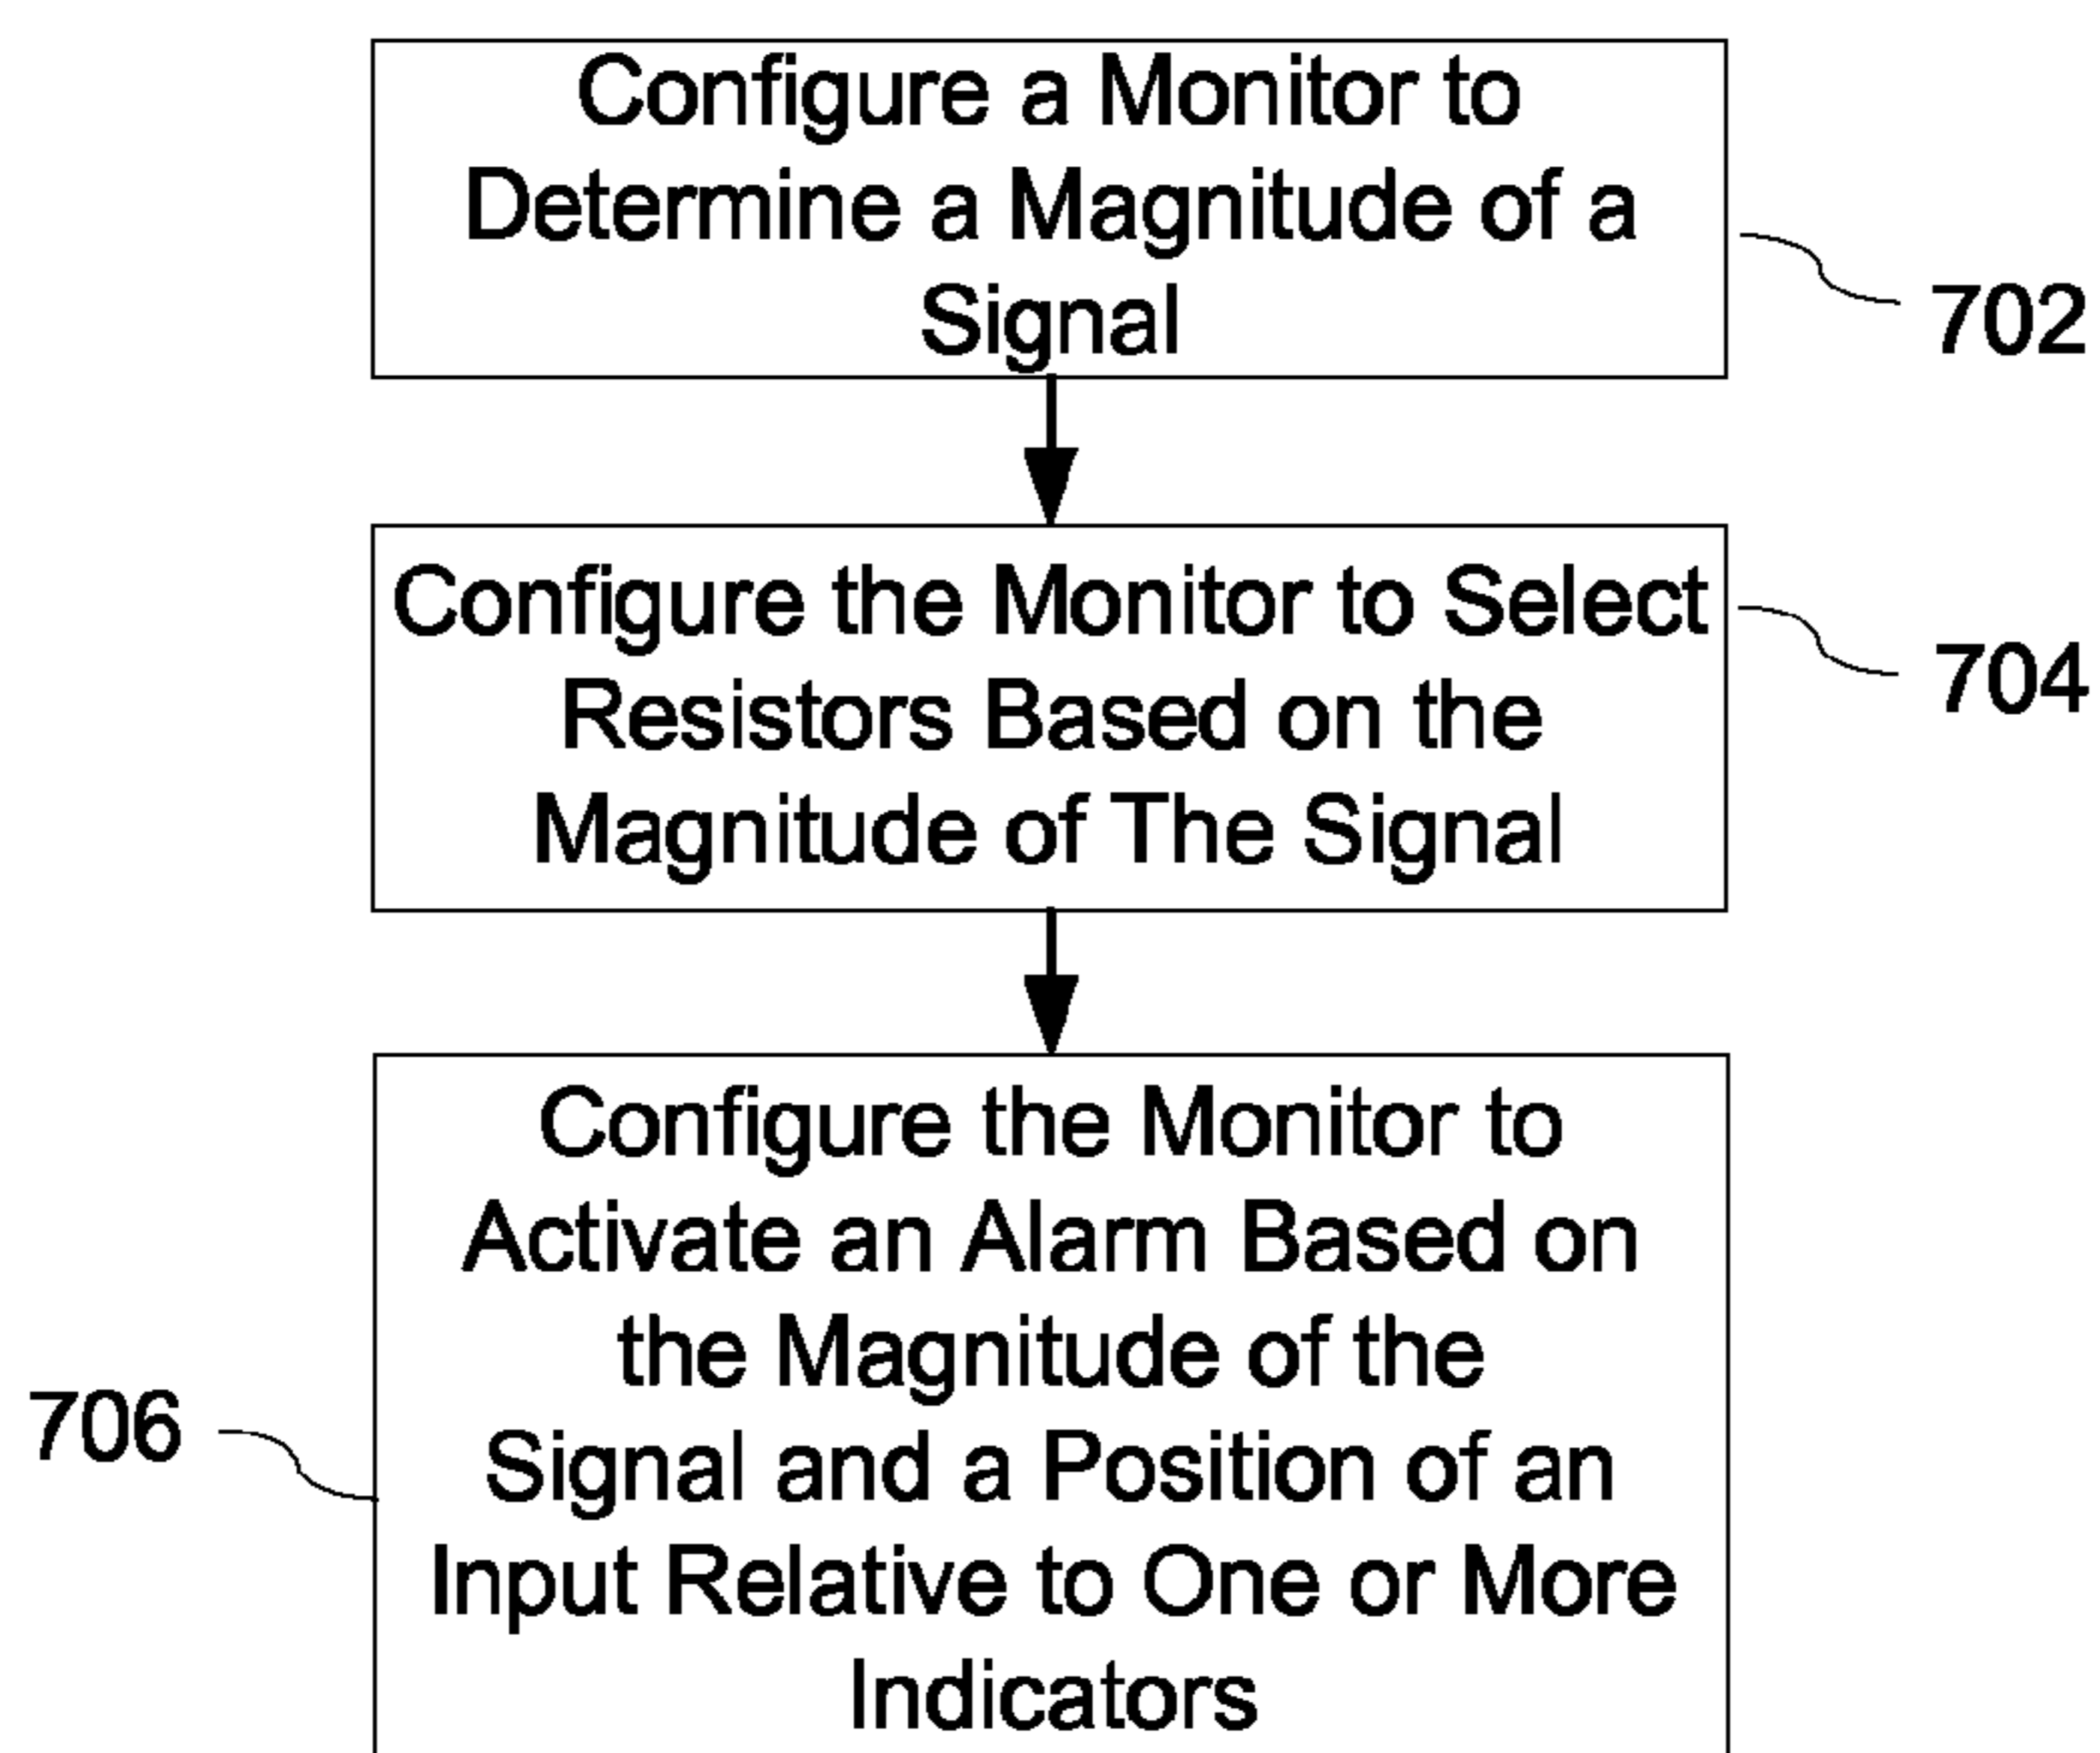 Configure a Monitor to
Determine a Magnitude of a
Signal
702
Configure the Monitor to Select
Resistors Based on the
Magnitude of The Signal
704
Configure the Monitor to
Activate an Alarm Based on
the Magnitude of the
Signal and a Position of an
Input Relative to One or More
Indicators
706